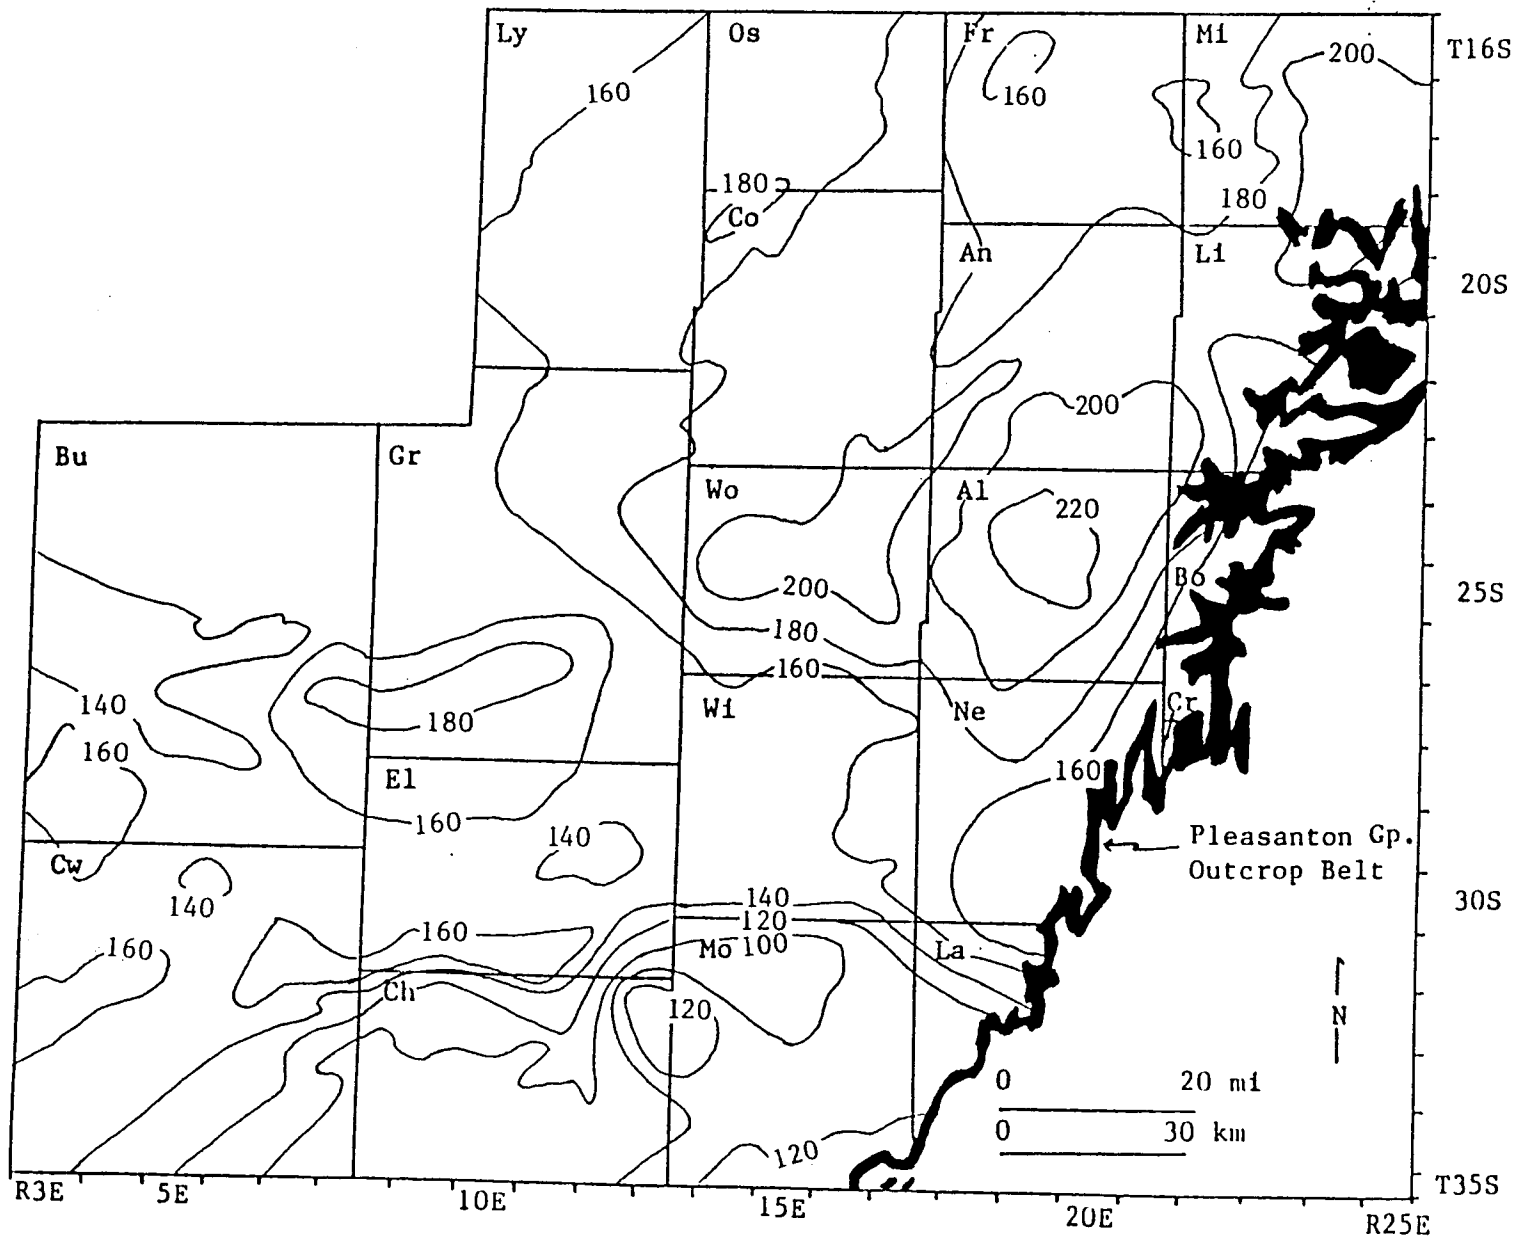 Ly
Os
Fr
Mi
T16S
200
160
160
160
180
180
Co
An
Li
20S
200
Bu
Gr
Wo
Al
220
Bo
200
25S
180
160
140
180
Wi
Ne
Cr
160
El
160
160
140
Pleasanton Gp.
Outcrop Belt
Cw
140
140
120
30S
160
160
Mo 100
La
Ch
120
N
0 20 mi
0 30 km
120
R3E 5E 10E 15E 20E R25E
T35S